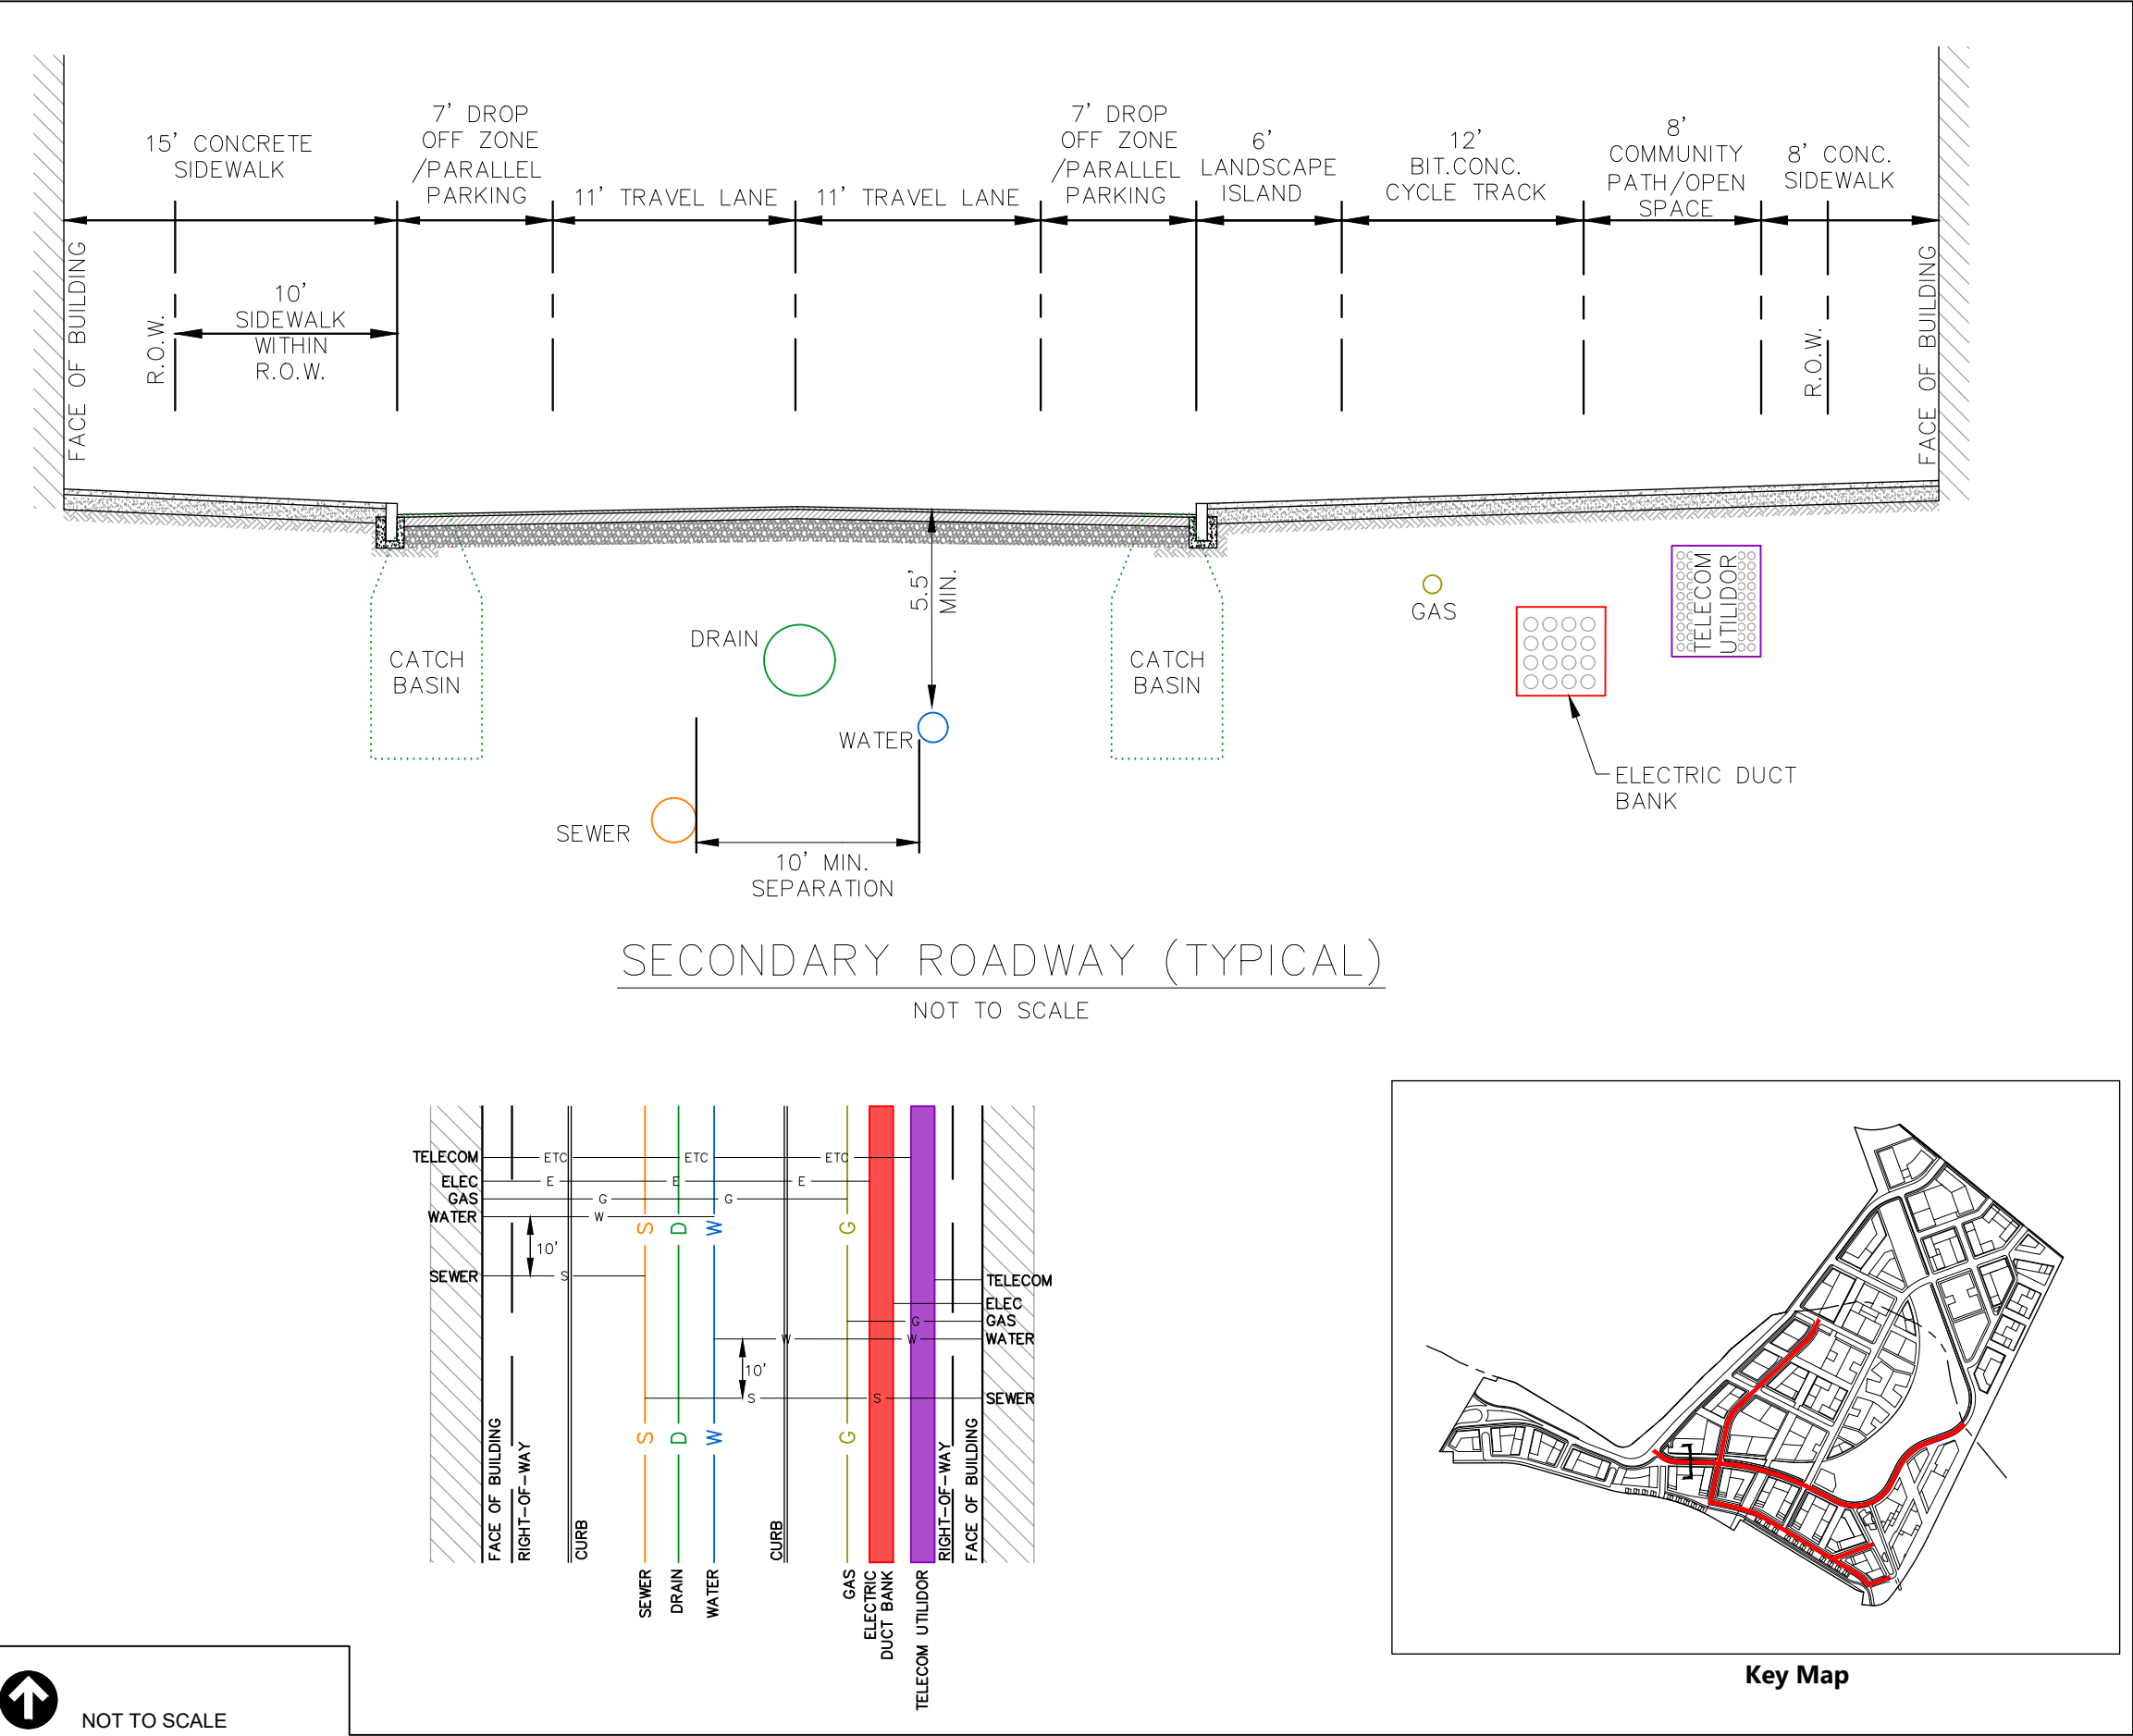 15' CONCRETE
SIDEWALK
7' DROP
OFF ZONE
/PARALLEL
PARKING
11' TRAVEL LANE
11' TRAVEL LANE
7' DROP
OFF ZONE
/PARALLEL
PARKING
6'
LANDSCAPE
ISLAND
12'
BIT.CONC.
CYCLE TRACK
8'
COMMUNITY
PATH/OPEN
SPACE
8' CONC.
SIDEWALK
FACE OF BUILDING
R.O.W.
10'
SIDEWALK
WITHIN
R.O.W.
R.O.W.
FACE OF BUILDING
CATCH
BASIN
DRAIN
5.5'
MIN.
WATER
CATCH
BASIN
GAS
TELECOM
UTILIDOR
ELECTRIC DUCT
BANK
SEWER
10' MIN.
SEPARATION
SECONDARY ROADWAY (TYPICAL)
NOT TO SCALE
TELECOM
ETC
ETC
ETC
ELEC
E
E
E
GAS
G
G
WATER
W
S
D
W
G
10'
SEWER
S
TELECOM
ELEC
G
GAS
W
W
WATER
10'
S
S
SEWER
S
D
W
G
FACE OF BUILDING
RIGHT-OF-WAY
CURB
CURB
RIGHT-OF-WAY
FACE OF BUILDING
SEWER
DRAIN
WATER
GAS
ELECTRIC
DUCT BANK
TELECOM UTILIDOR
Key Map
NOT TO SCALE